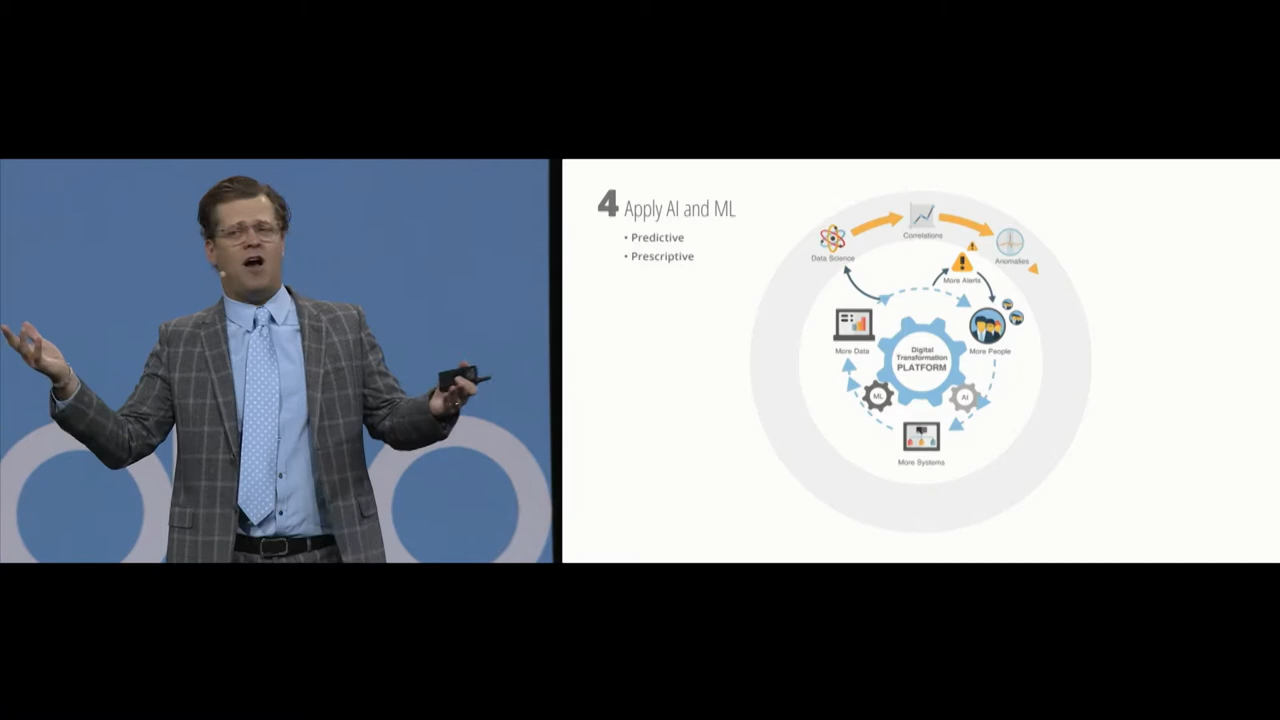 4 Apply AI and ML
• Predictive
• Prescriptive
Correlations
Data Science
Anomalies
More Alerts
More Data
More People
Digital
Transformation
PLATFORM
ML
AI
More Systems